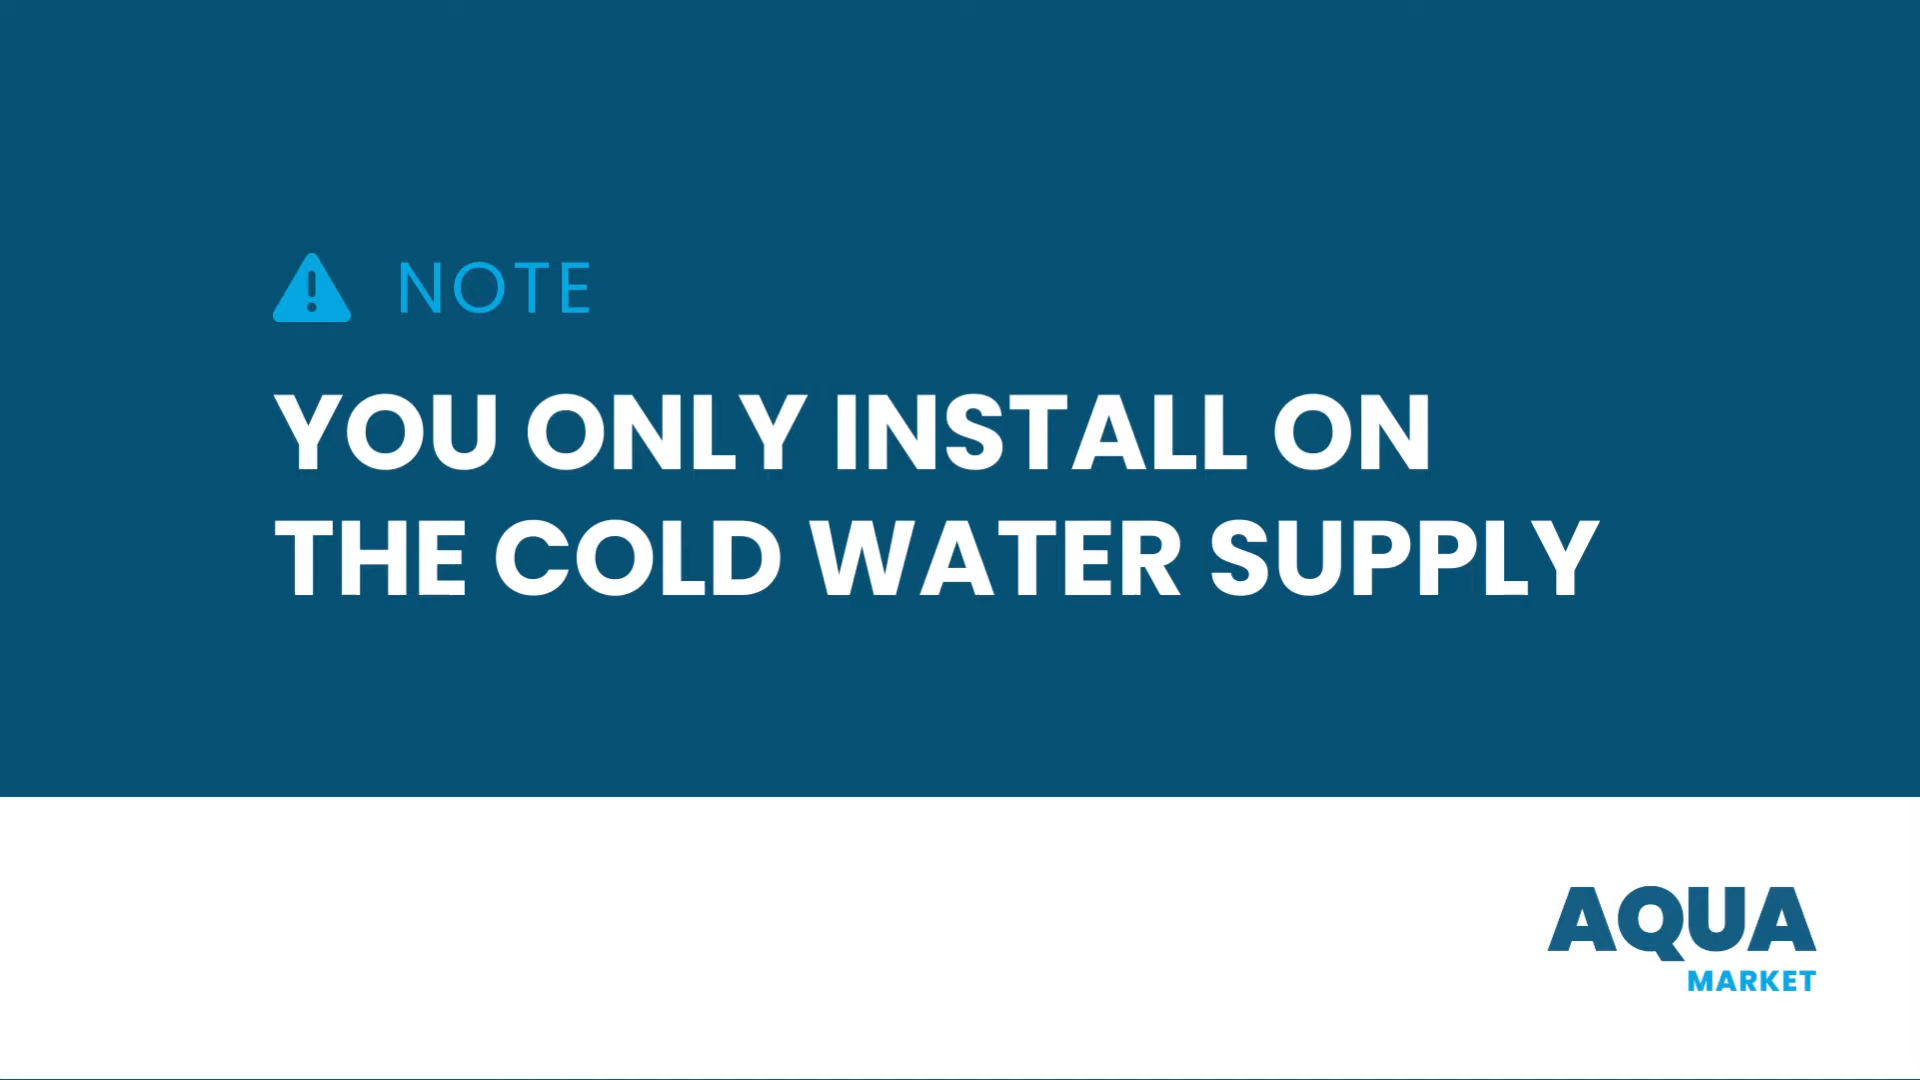 NOTE
YOU ONLY INSTALL ON
THE COLD WATER SUPPLY
AQUA
MARKET